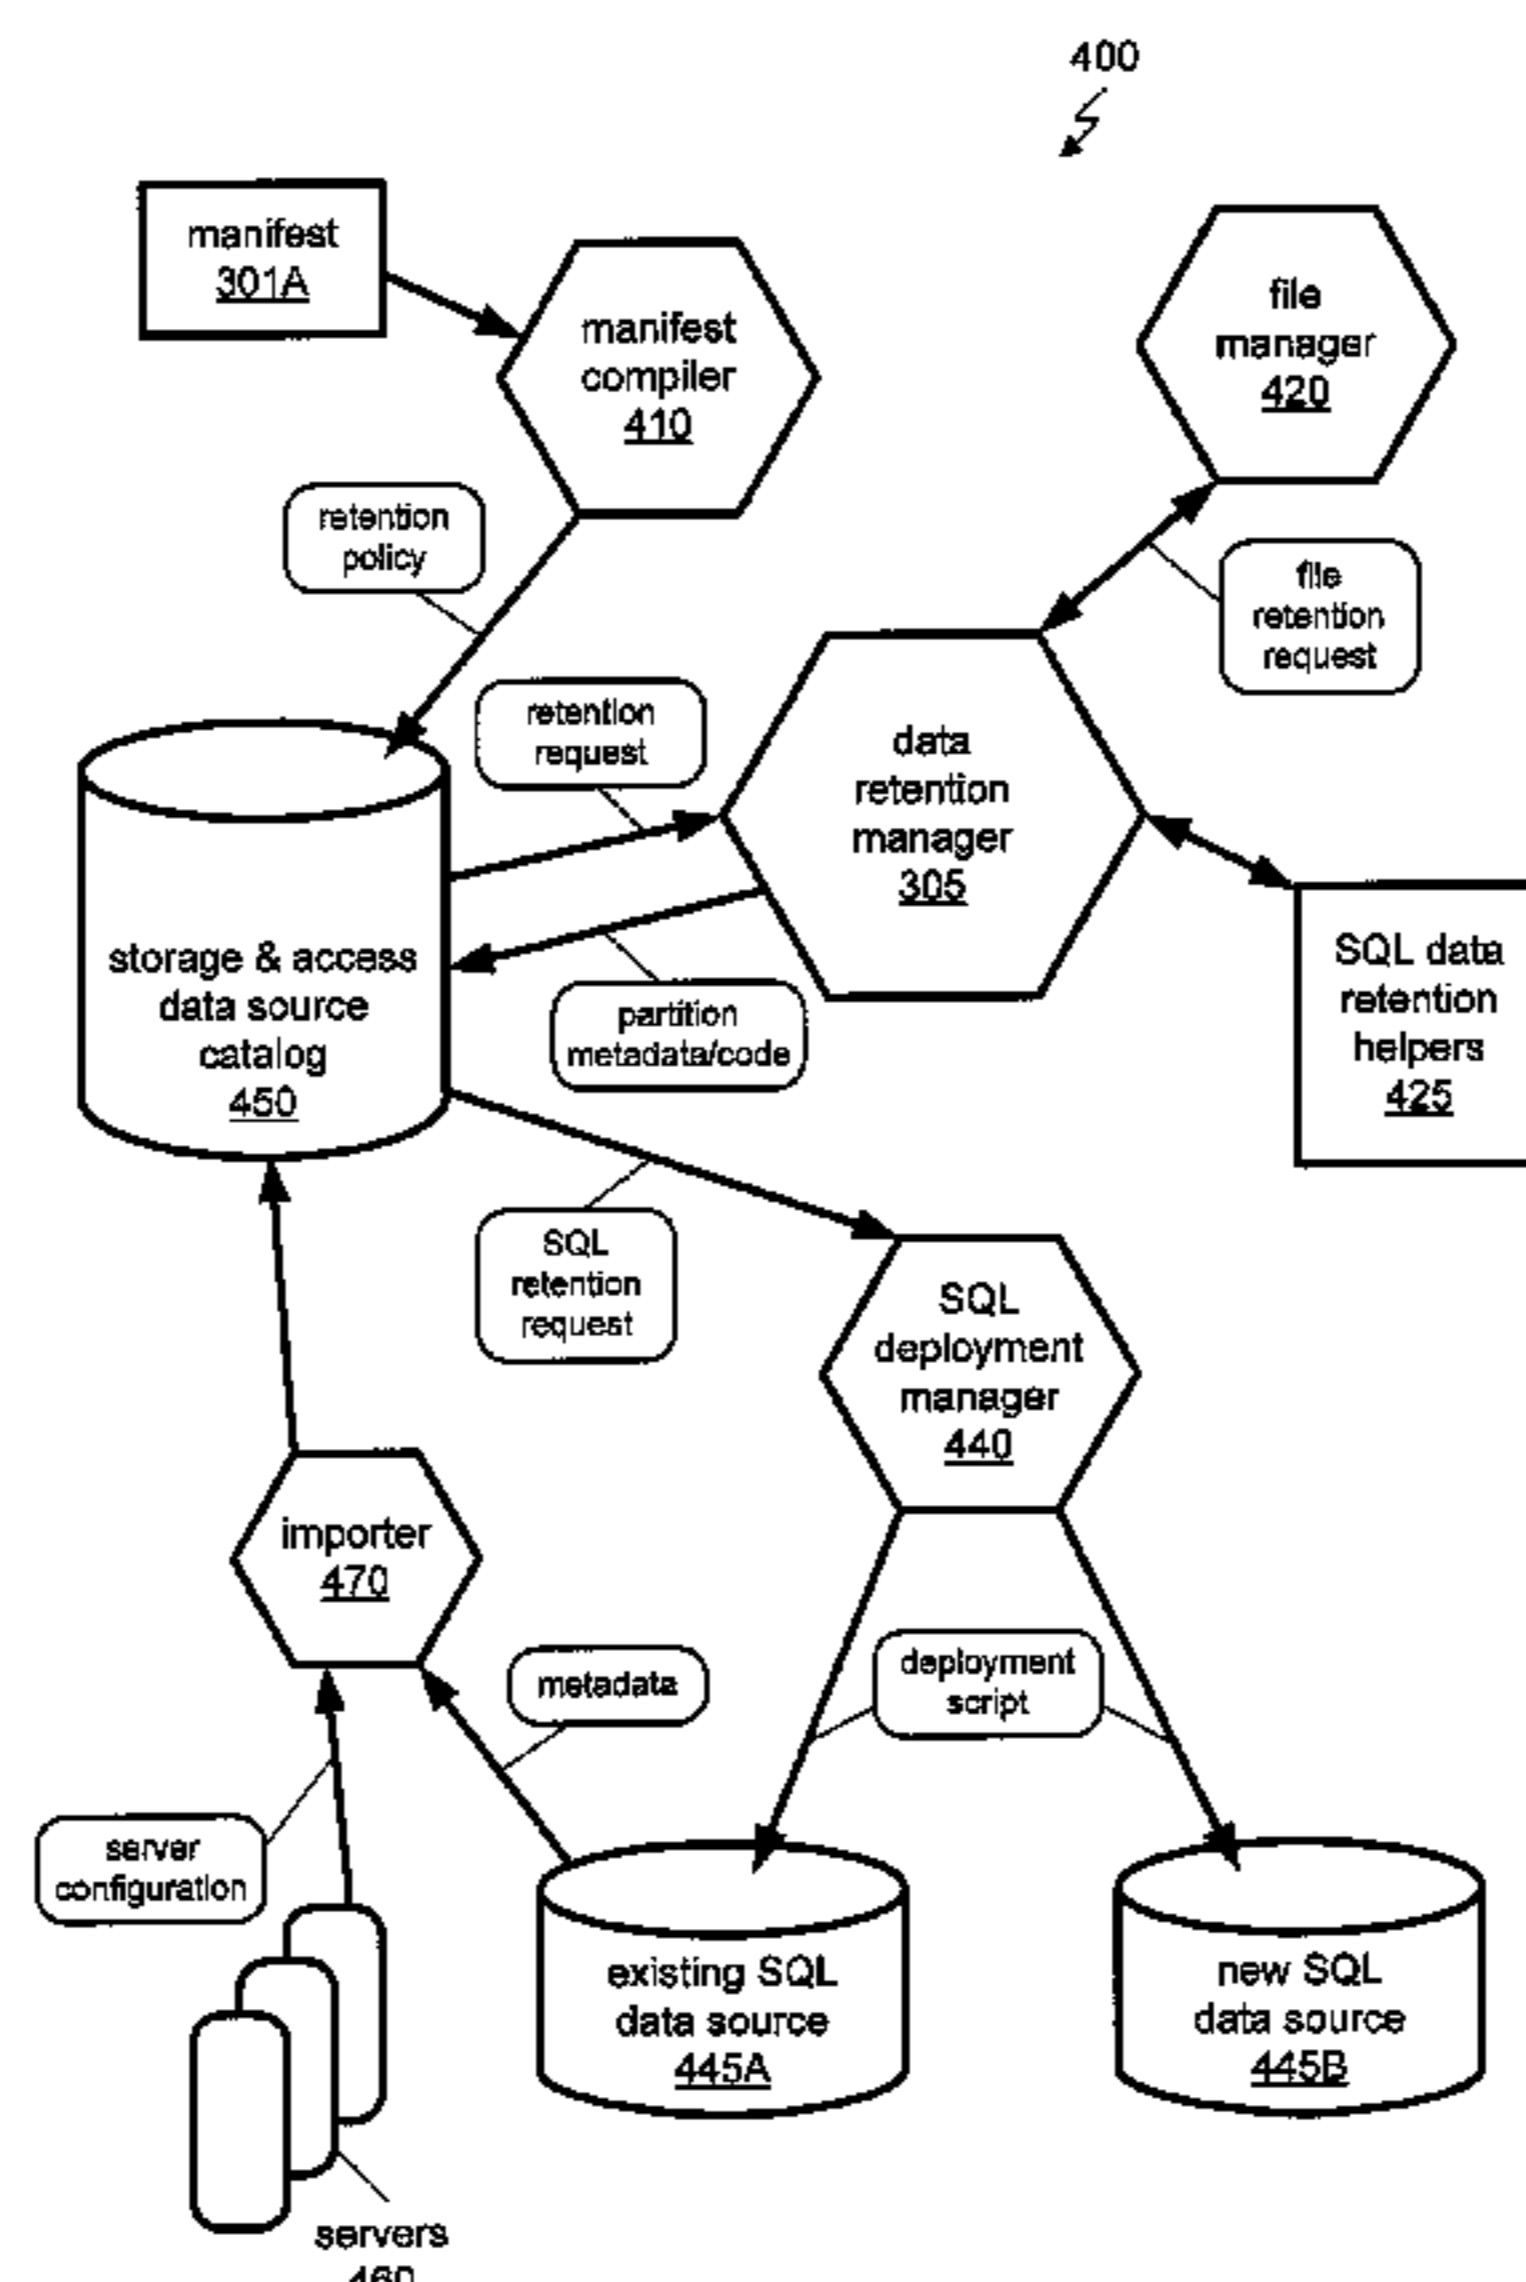 400
manifest
301A
manifest
compiler
410
file
manager
420
retention
policy
file
retention
request
retention
request
data
retention
manager
305
storage & access
data source
catalog
450
SQL data
retention
helpers
425
partition
metadata/code
SQL
retention
request
SQL
deployment
manager
440
importer
470
metadata
deployment
script
server
configuration
existing SQL
data source
445A
new SQL
data source
445B
servers
460